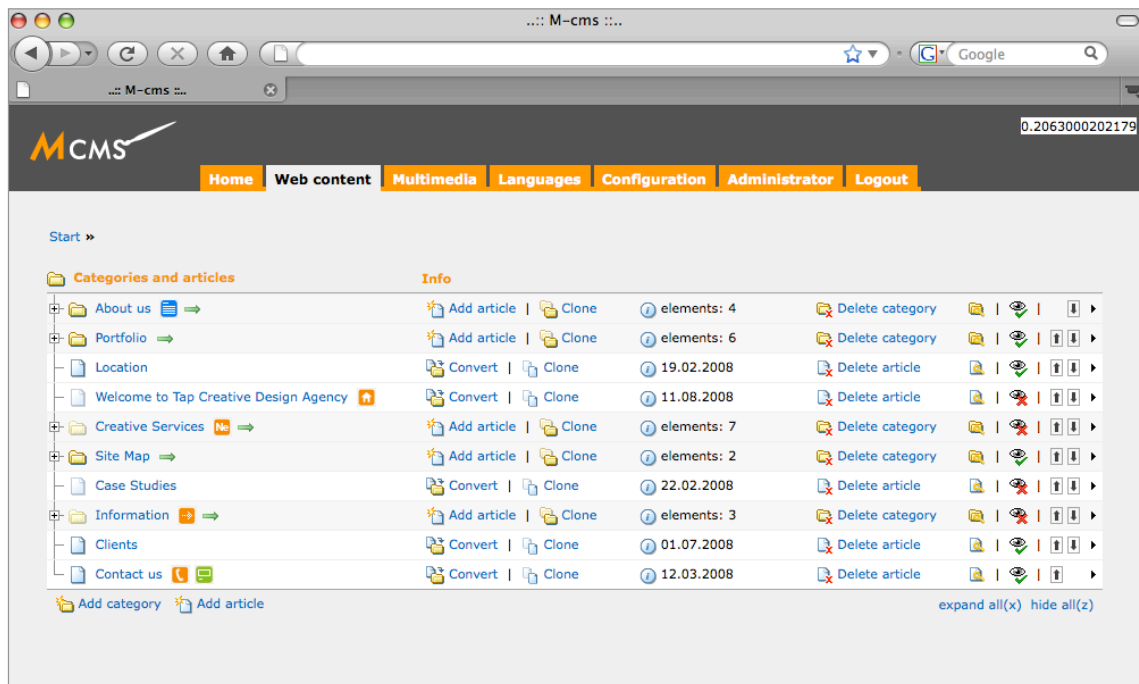 ..:: M-cms ::..
Google
..:: M-cms ::..
0.2063000202179
MCMS
Home Web content Multimedia Languages Configuration Administrator Logout
Start »
Categories and articles Info
About us Add article | Clone elements: 4 Delete category | |
Portfolio Add article | Clone elements: 6 Delete category | |
Location Convert | Clone 19.02.2008 Delete article | |
Welcome to Tap Creative Design Agency Convert | Clone 11.08.2008 Delete article | |
Creative Services Ne Add article | Clone elements: 7 Delete category | |
Site Map Add article | Clone elements: 2 Delete category | |
Case Studies Convert | Clone 22.02.2008 Delete article | |
Information Add article | Clone elements: 3 Delete category | |
Clients Convert | Clone 01.07.2008 Delete article | |
Contact us Convert | Clone 12.03.2008 Delete article | |
Add category Add article expand all(x) hide all(z)